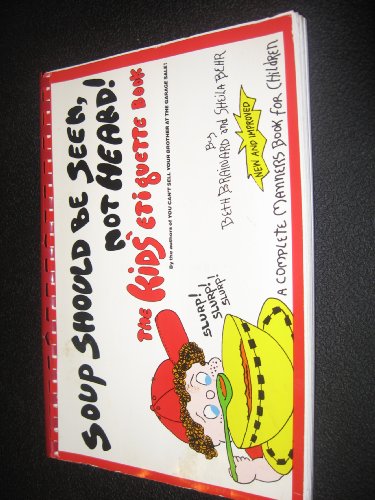 SOUP SHOULD BE SEEN,
NOT HEARD!
THE KIDS' ETIQUETTE BOOK
By the authors of YOU CAN'T SELL YOUR BROTHER AT THE GARAGE SALE!
By
BETH BRAINARD and SHEILA BEHR
NEW AND IMPROVED
SLURP!
SLURP!
SLURP!
A COMPLETE MANNERS BOOK FOR CHILDREN